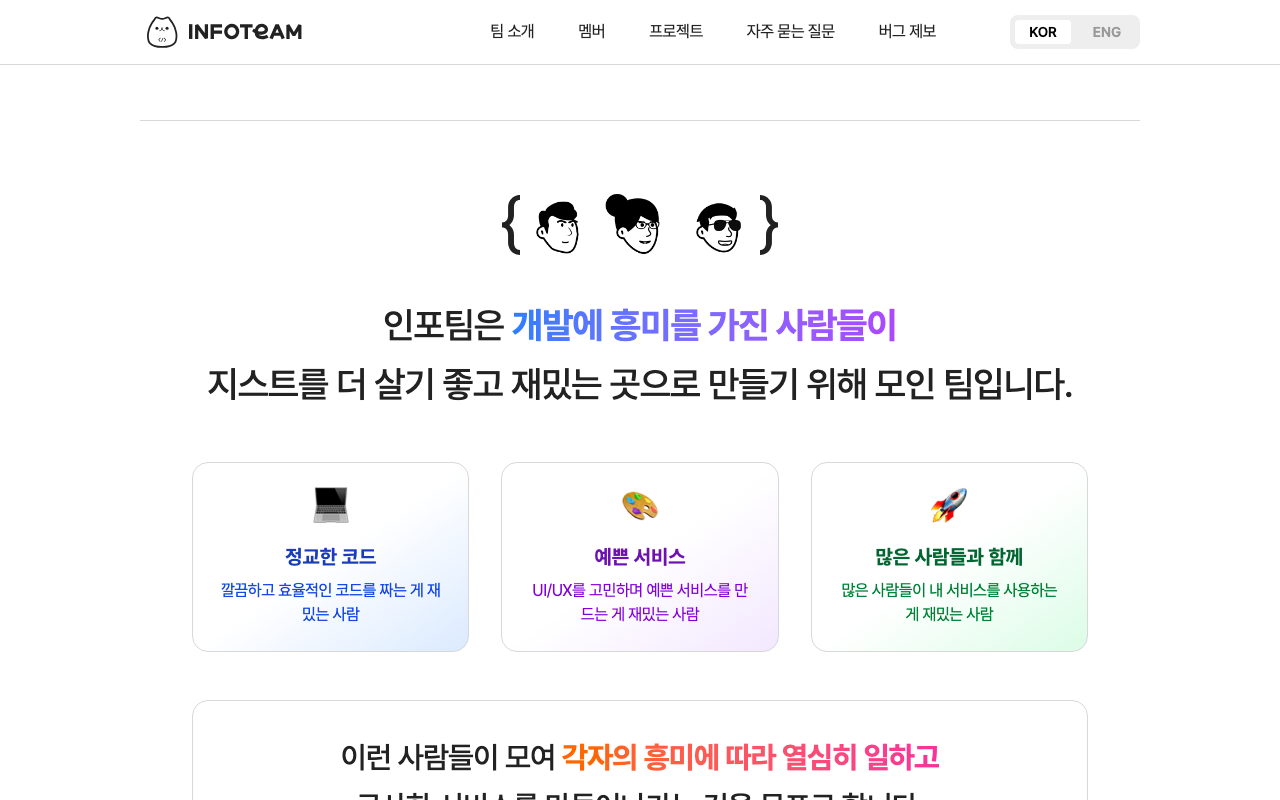 INFOTEAM
팀 소개 멤버 프로젝트 자주 묻는 질문 버그 제보 KOR ENG
{ }
인포팀은 개발에 흥미를 가진 사람들이
지스트를 더 살기 좋고 재밌는 곳으로 만들기 위해 모인 팀입니다.
정교한 코드
깔끔하고 효율적인 코드를 짜는 게 재
밌는 사람
예쁜 서비스
UI/UX를 고민하며 예쁜 서비스를 만
드는 게 재밌는 사람
많은 사람들과 함께
많은 사람들이 내 서비스를 사용하는
게 재밌는 사람
이런 사람들이 모여 각자의 흥미에 따라 열심히 일하고